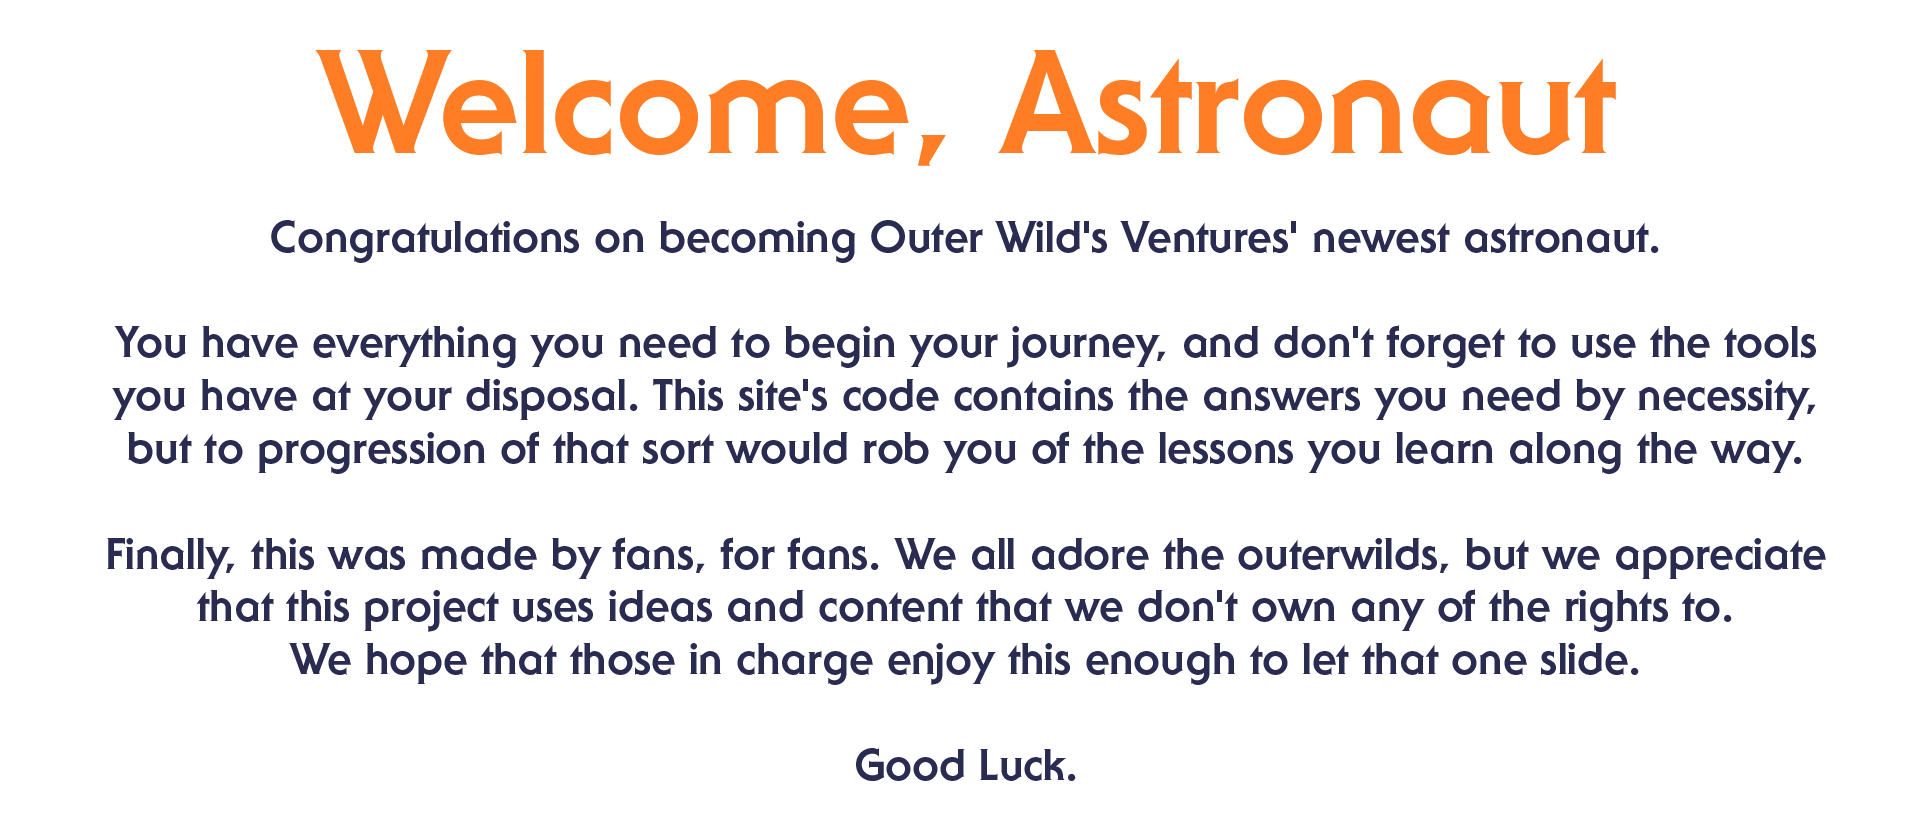 Welcome, Astronaut
Congratulations on becoming Outer Wild's Ventures' newest astronaut.
You have everything you need to begin your journey, and don't forget to use the tools
you have at your disposal. This site's code contains the answers you need by necessity,
but to progression of that sort would rob you of the lessons you learn along the way.
Finally, this was made by fans, for fans. We all adore the outerwilds, but we appreciate
that this project uses ideas and content that we don't own any of the rights to.
We hope that those in charge enjoy this enough to let that one slide.
Good Luck.